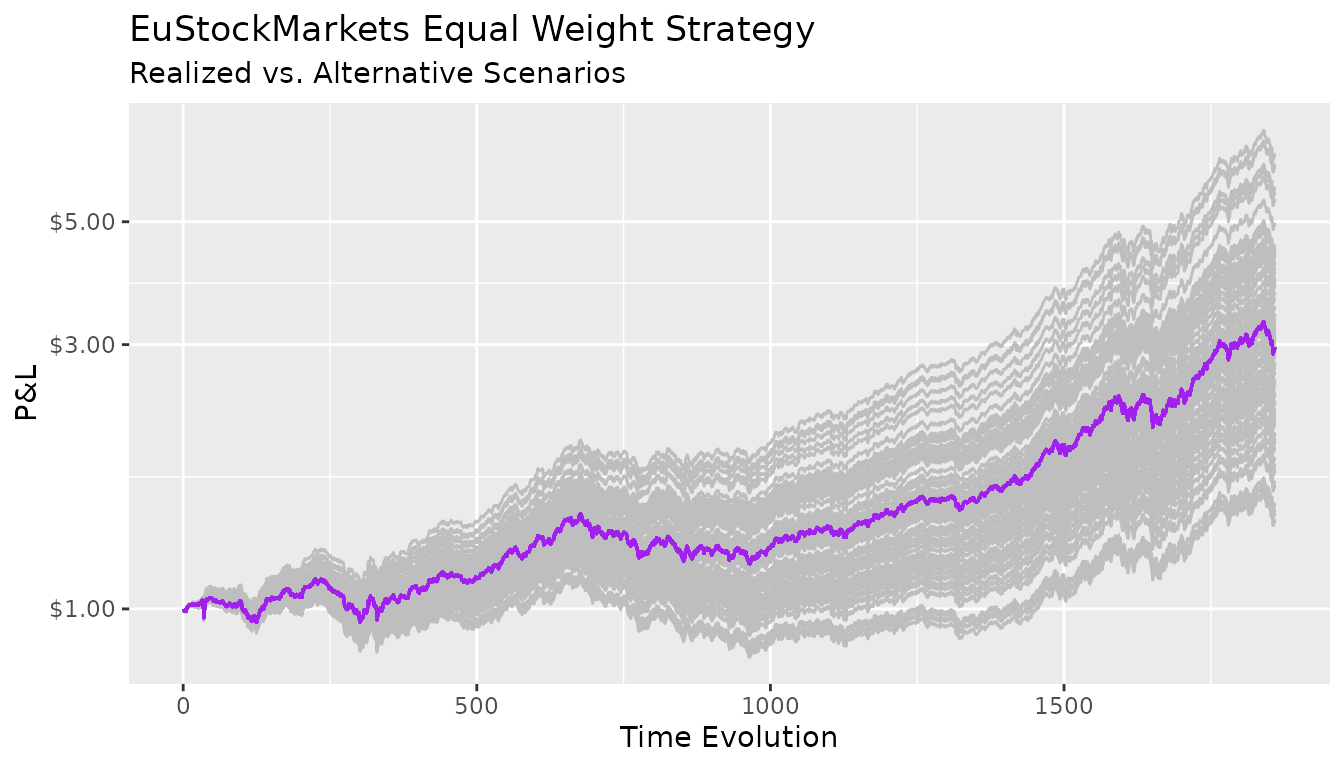 EuStockMarkets Equal Weight Strategy
Realized vs. Alternative Scenarios
P&L
$5.00
$3.00
$1.00
0 500 1000 1500
Time Evolution